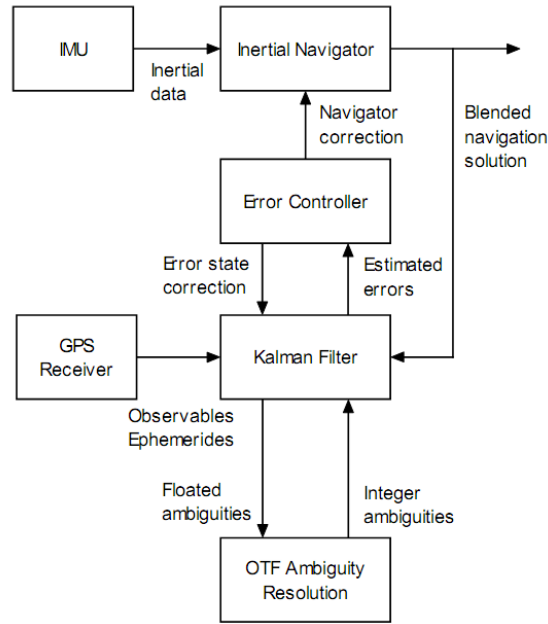 IMU
Inertial Navigator
Inertial
data
Navigator
correction
Blended
navigation
solution
Error Controller
Error state
correction
Estimated
errors
GPS
Receiver
Kalman Filter
Observables
Ephemerides
Floated
ambiguities
Integer
ambiguities
OTF Ambiguity
Resolution